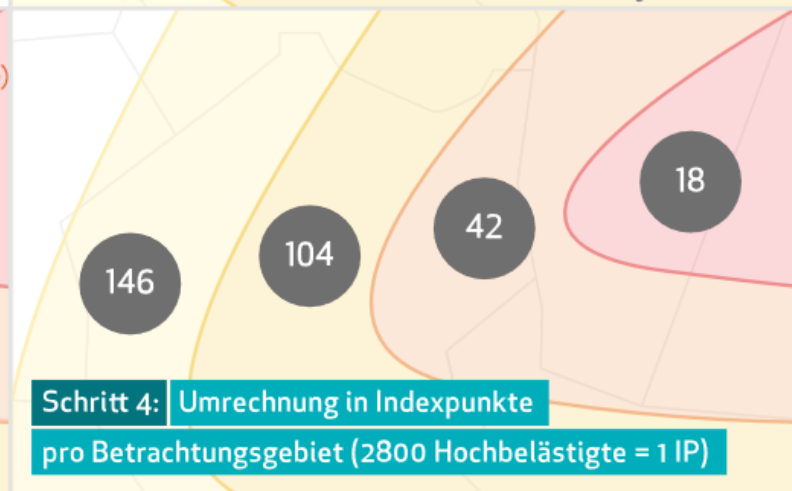 18
42
104
146
Schritt 4: Umrechnung in Indexpunkte
pro Betrachtungsgebiet (2800 Hochbelästigte = 1 IP)